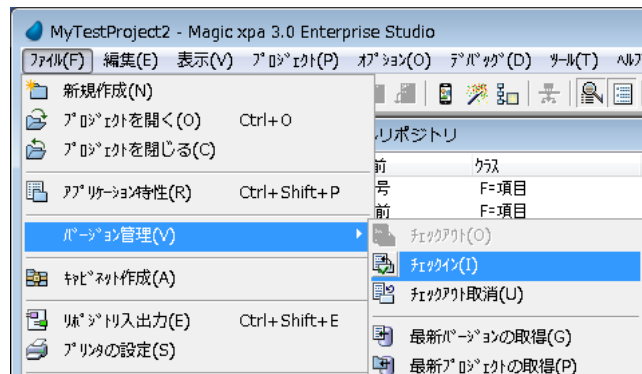 MyTestProject2 - Magic xpa 3.0 Enterprise Studio
ﾌｧｲﾙ(F) 編集(E) 表示(V) ﾌﾟﾛｼﾞｪｸﾄ(P) ｵﾌﾟｼｮﾝ(O) ﾃﾞﾊﾞｯｸﾞ(D) ﾂｰﾙ(T) ﾍﾙﾌ
新規作成(N)
ﾌﾟﾛｼﾞｪｸﾄを開く(O) Ctrl+O
ﾌﾟﾛｼﾞｪｸﾄを閉じる(C)
ｱﾌﾟﾘｹｰｼｮﾝ特性(R) Ctrl+Shift+P
ﾊﾞｰｼﾞｮﾝ管理(V)
ｷｬﾋﾞﾈｯﾄ作成(A)
ﾘﾎﾟｼﾞﾄﾘ入出力(E) Ctrl+Shift+E
ﾌﾟﾘﾝﾀの設定(S)
ﾙﾘﾎﾟｼﾞﾄﾘ
前 ｸﾗｽ
号 F=項目
前 F=項目
ﾁｪｯｸｱｳﾄ(O)
ﾁｪｯｸｲﾝ(I)
ﾁｪｯｸｱｳﾄ取消(U)
最新ﾊﾞｰｼﾞｮﾝの取得(G)
最新ﾌﾟﾛｼﾞｪｸﾄの取得(P)